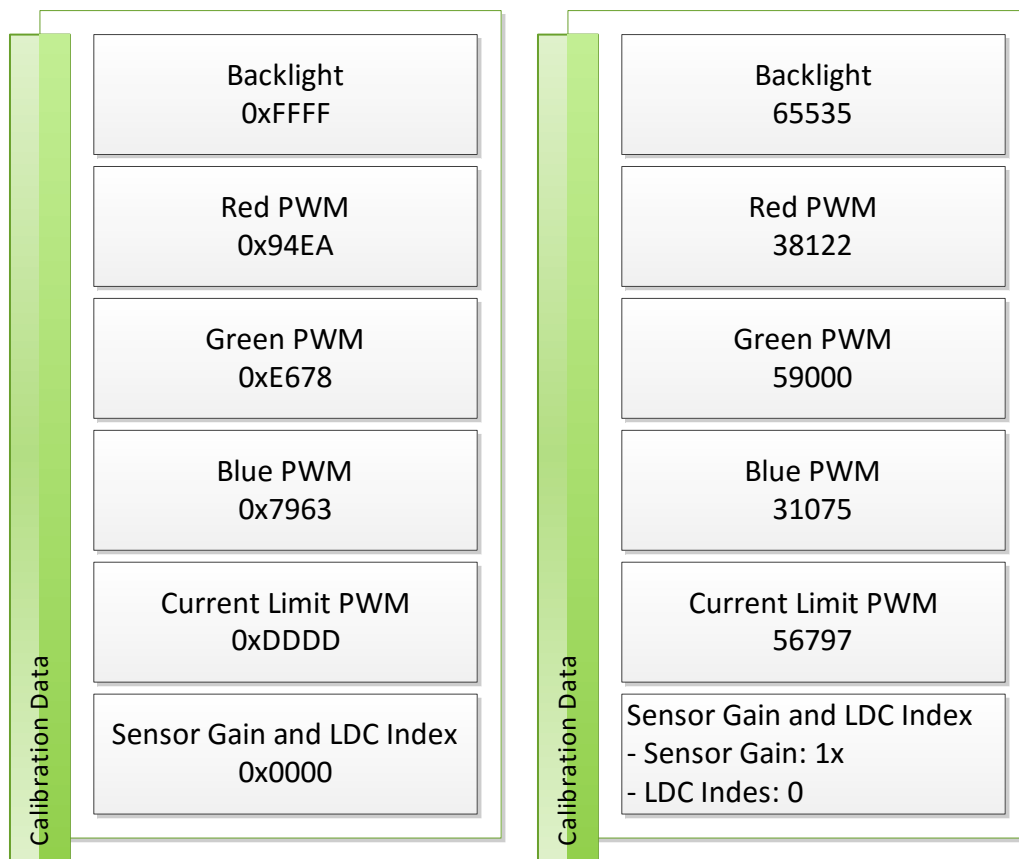 Calibration Data
Backlight
0xFFFF
Red PWM
0x94EA
Green PWM
0xE678
Blue PWM
0x7963
Current Limit PWM
0xDDDD
Sensor Gain and LDC Index
0x0000
Calibration Data
Backlight
65535
Red PWM
38122
Green PWM
59000
Blue PWM
31075
Current Limit PWM
56797
Sensor Gain and LDC Index
- Sensor Gain: 1x
- LDC Indes: 0